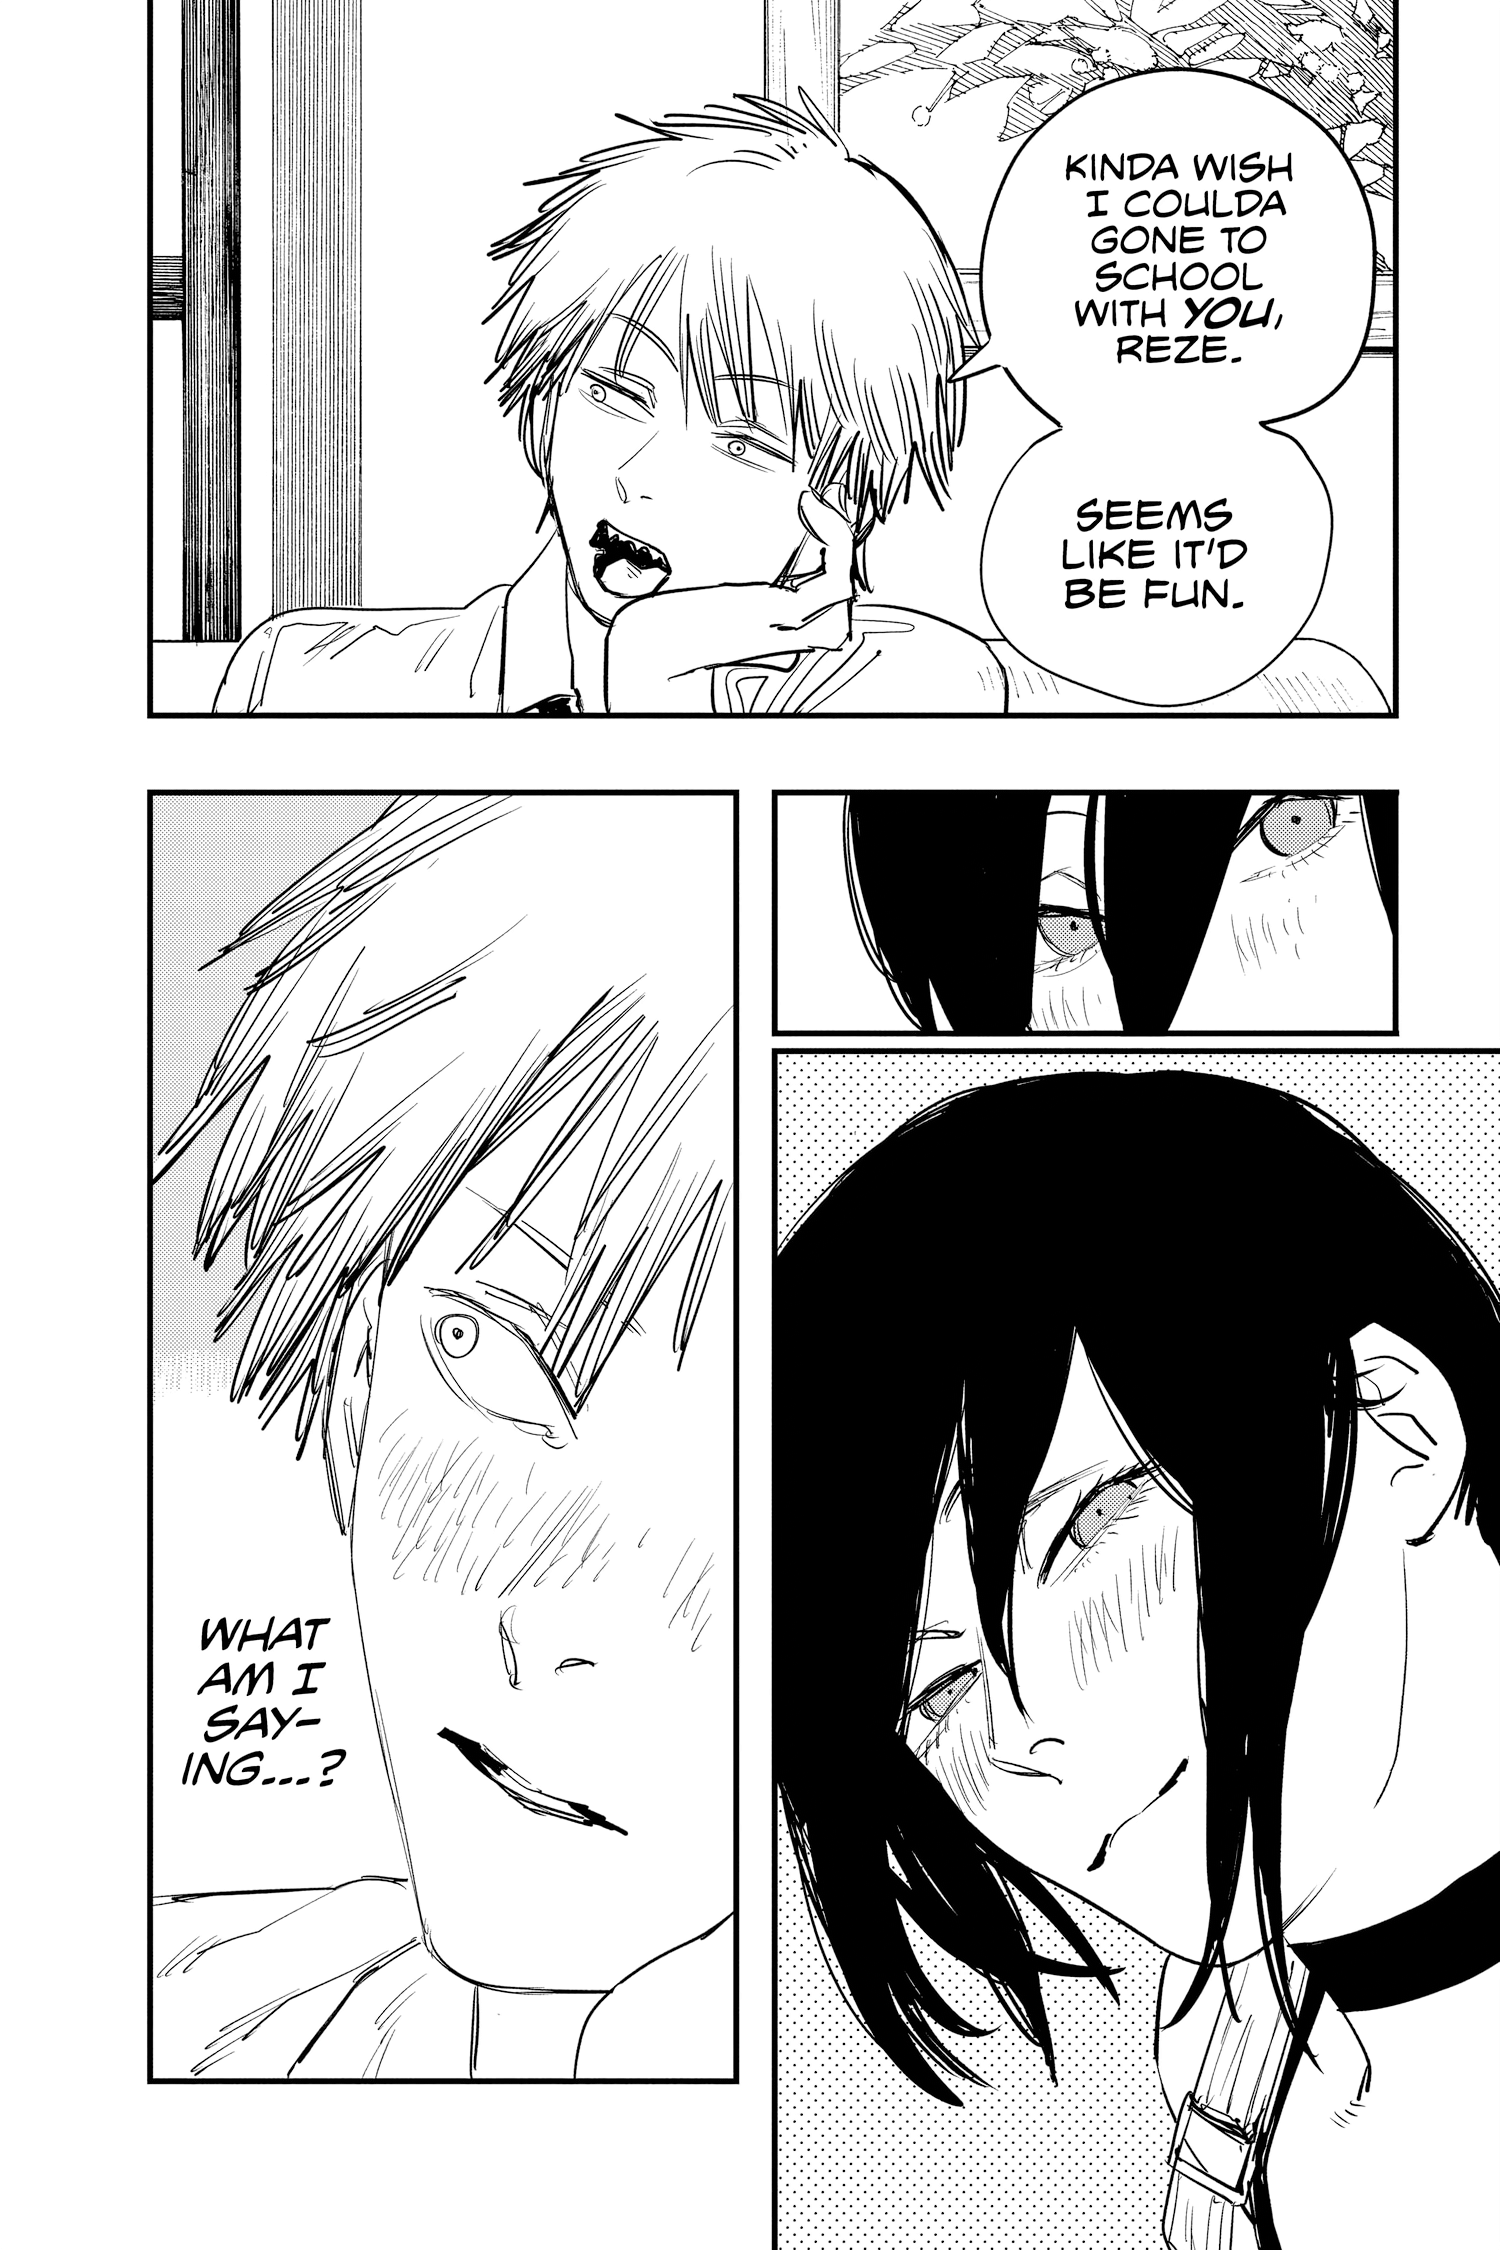 KINDA WISH
I COULDA
GONE TO
SCHOOL
WITH YOU,
REZE.
SEEMS
LIKE IT'D
BE FUN.
WHAT
AM I
SAY-
ING...?